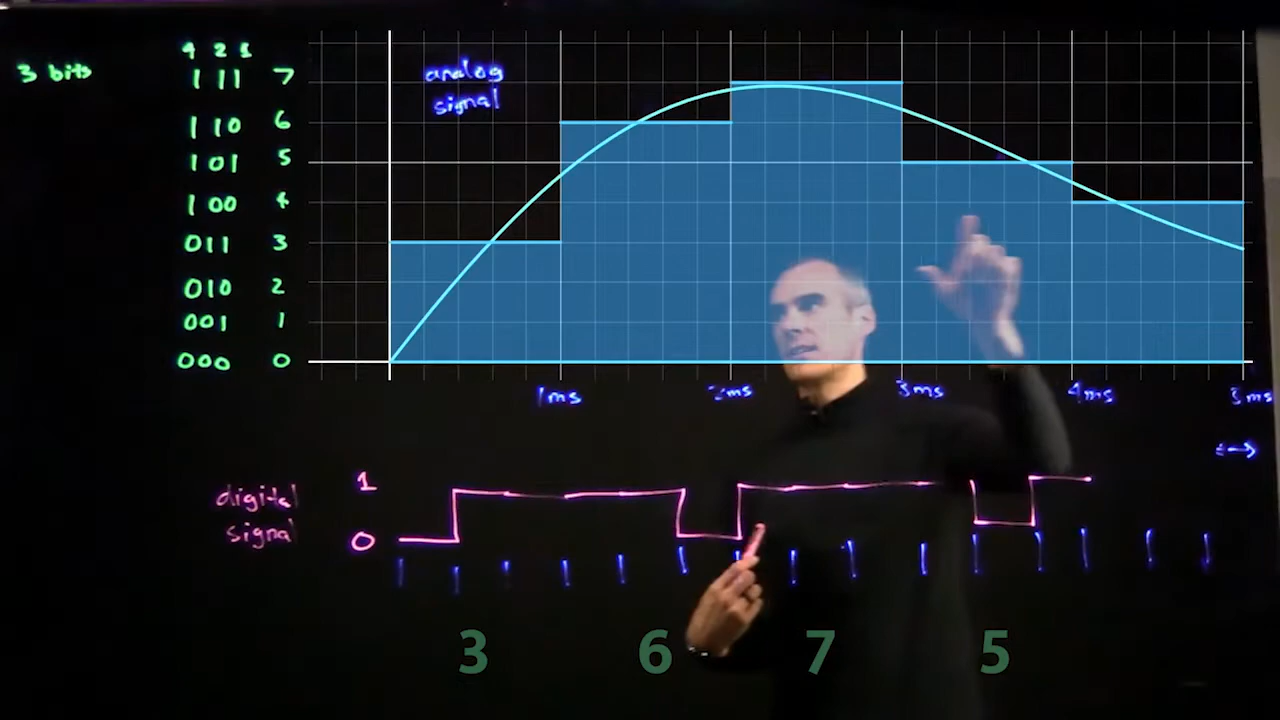 3 bits
4 2 1
1 1 1 7
1 1 0 6
1 0 1 5
1 0 0 4
0 1 1 3
0 1 0 2
0 0 1 1
0 0 0 0
analog
signal
1ms 2ms 3ms 4ms 5ms
digital
signal
1
0
3 6 7 5